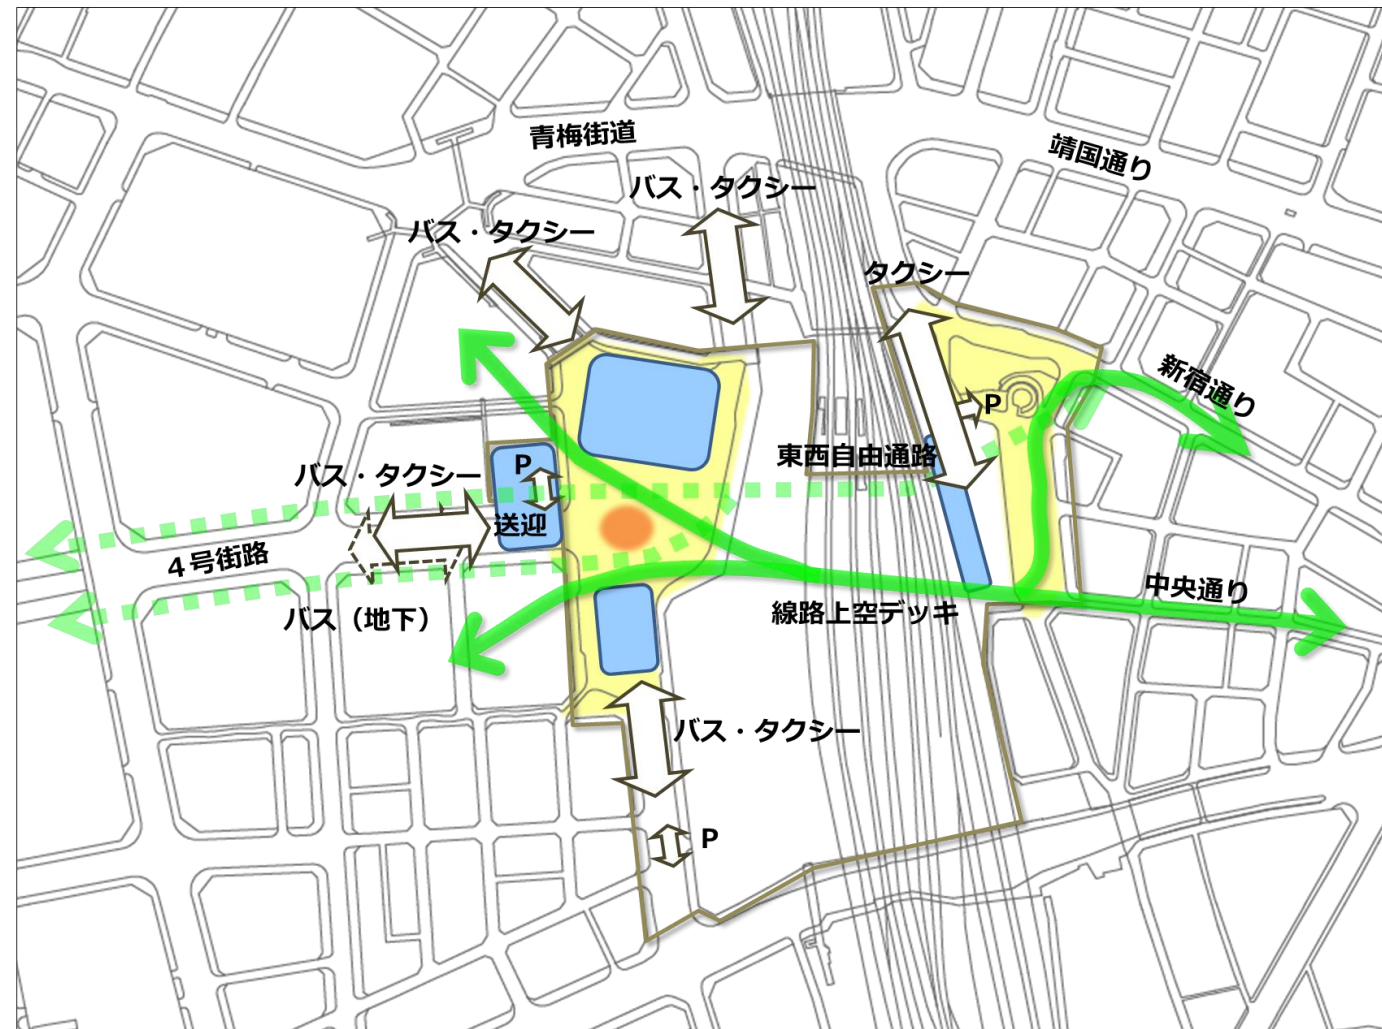 青梅街道
靖国通り
バス・タクシー
バス・タクシー
タクシー
新宿通り
P
東西自由通路
P
バス・タクシー
送迎
4号街路
中央通り
バス（地下）
線路上空デッキ
バス・タクシー
P